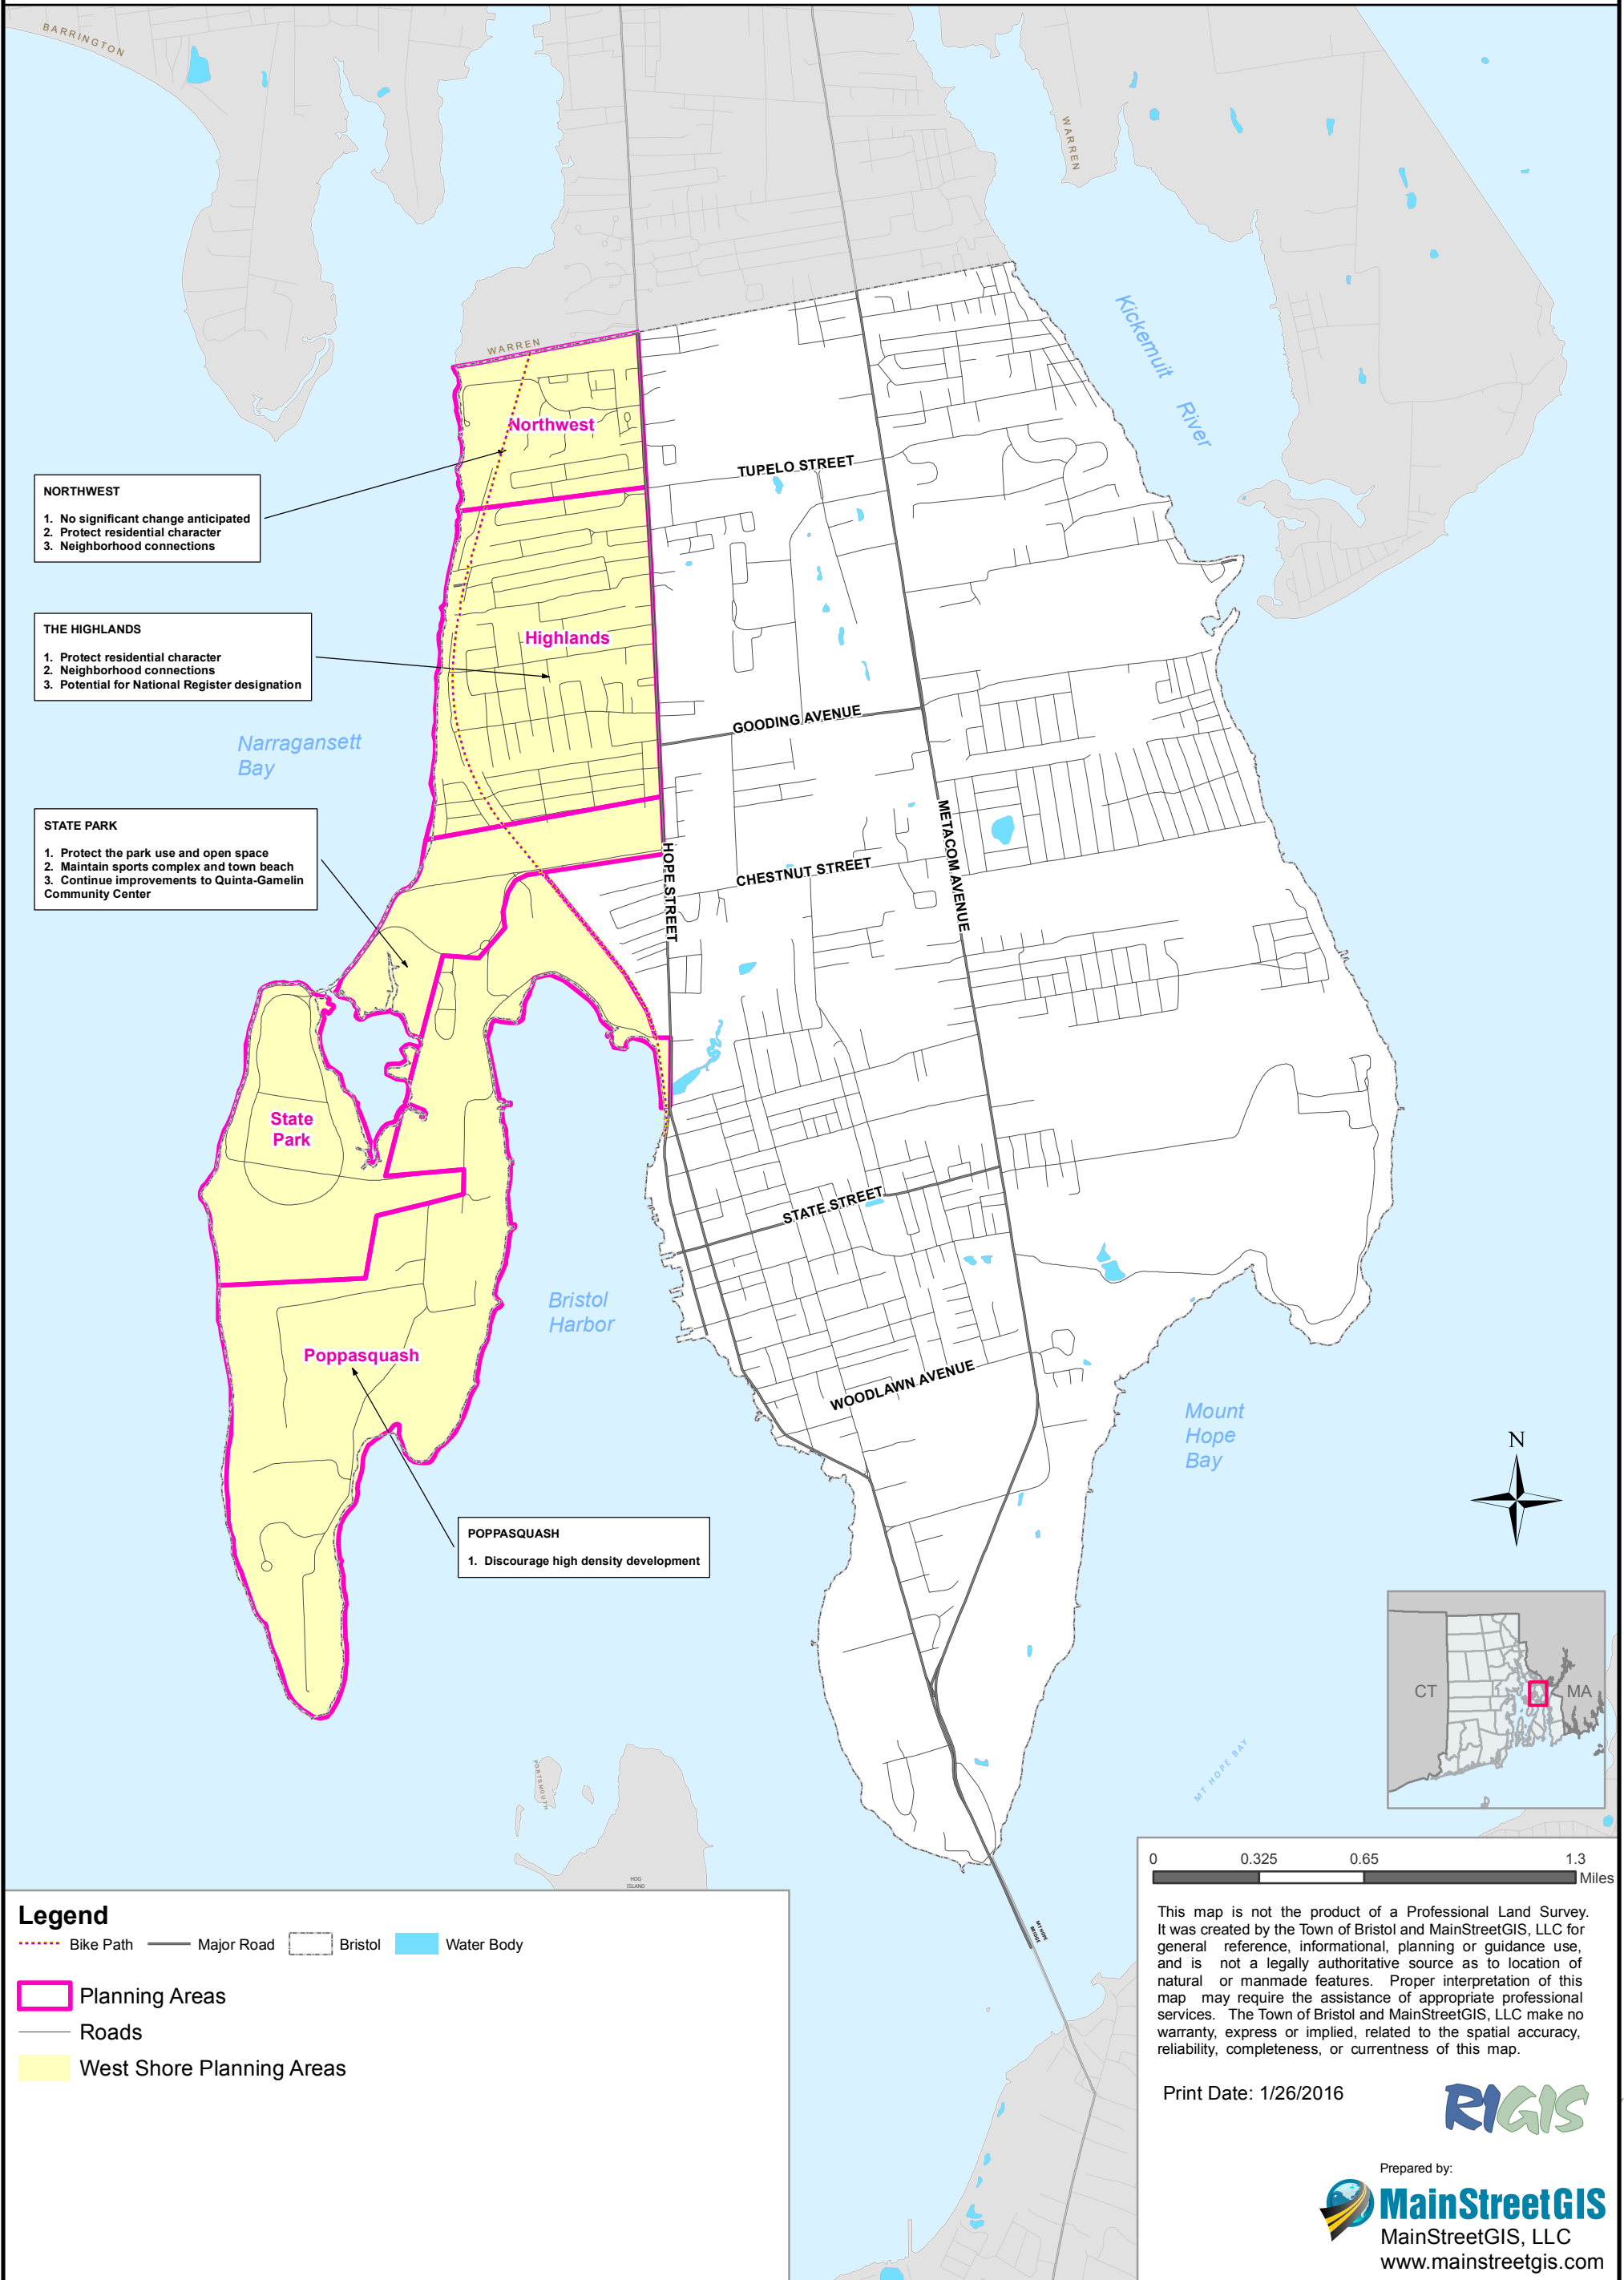 BARRINGTON
WARREN
Kickemuit
River
WARREN
Northwest
TUPELO STREET
NORTHWEST
1. No significant change anticipated
2. Protect residential character
3. Neighborhood connections
THE HIGHLANDS
1. Protect residential character
2. Neighborhood connections
3. Potential for National Register designation
Highlands
GOODING AVENUE
Narragansett
Bay
STATE PARK
1. Protect the park use and open space
2. Maintain sports complex and town beach
3. Continue improvements to Quinta-Gamelin
Community Center
HOPE STREET
CHESTNUT STREET
METACOM AVENUE
State
Park
STATE STREET
Bristol
Harbor
Poppasquash
WOODLAWN AVENUE
Mount
Hope
Bay
N
POPPASQUASH
1. Discourage high density development
CT
MA
MT HOPE BAY
PORTSMOUTH
HOG
ISLAND
MT HOPE
BRIDGE
0 0.325 0.65 1.3
Miles
Legend
Bike Path Major Road Bristol Water Body
Planning Areas
Roads
West Shore Planning Areas
This map is not the product of a Professional Land Survey.
It was created by the Town of Bristol and MainStreetGIS, LLC for
general reference, informational, planning or guidance use,
and is not a legally authoritative source as to location of
natural or manmade features. Proper interpretation of this
map may require the assistance of appropriate professional
services. The Town of Bristol and MainStreetGIS, LLC make no
warranty, express or implied, related to the spatial accuracy,
reliability, completeness, or currentness of this map.
Print Date: 1/26/2016
RIGIS
Prepared by:
MainStreetGIS
MainStreetGIS, LLC
www.mainstreetgis.com